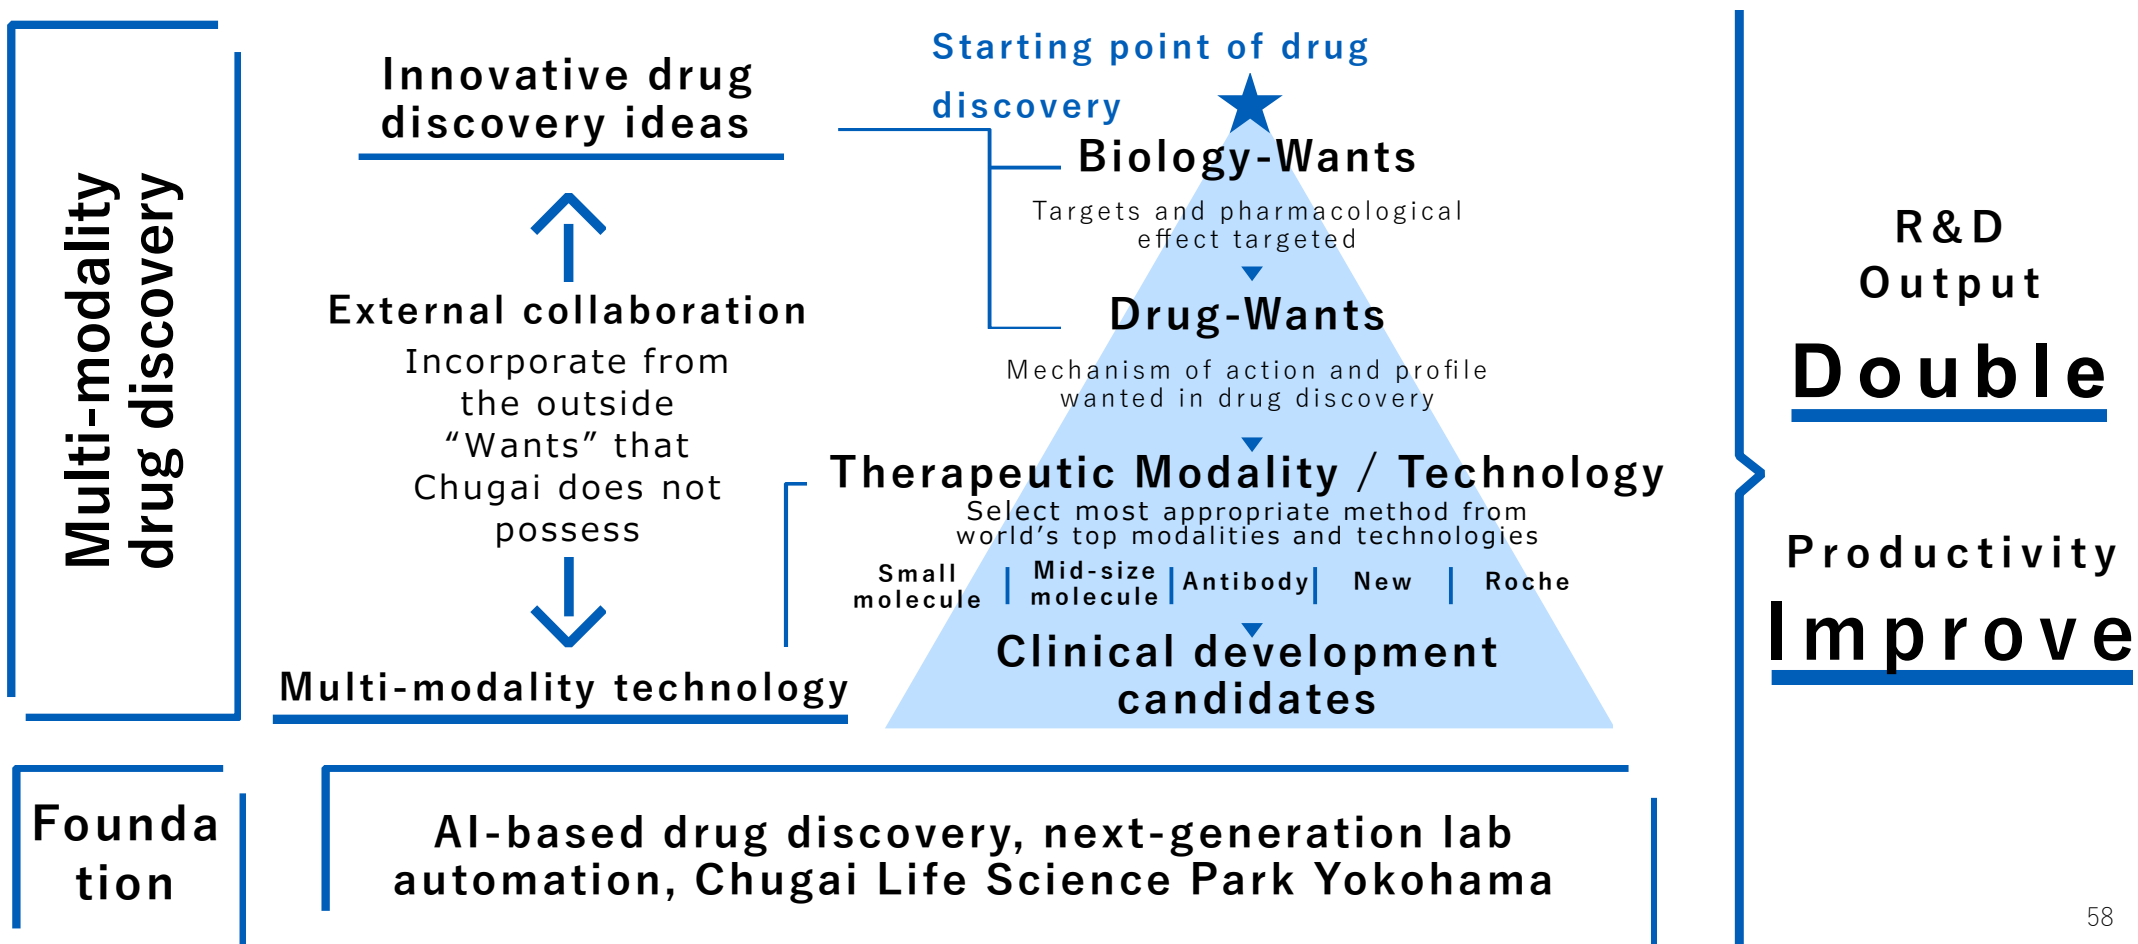 Multi-modality
drug discovery
Innovative drug
discovery ideas
External collaboration
Incorporate from
the outside
“Wants” that
Chugai does not
possess
Multi-modality technology
Starting point of drug
discovery
Biology-Wants
Targets and pharmacological
effect targeted
Drug-Wants
Mechanism of action and profile
wanted in drug discovery
Therapeutic Modality / Technology
Select most appropriate method from
world’s top modalities and technologies
Small
molecule
Mid-size
molecule
Antibody
New
Roche
Clinical development
candidates
R&D
Output
Double
Productivity
Improve
Founda
tion
AI-based drug discovery, next-generation lab
automation, Chugai Life Science Park Yokohama
58